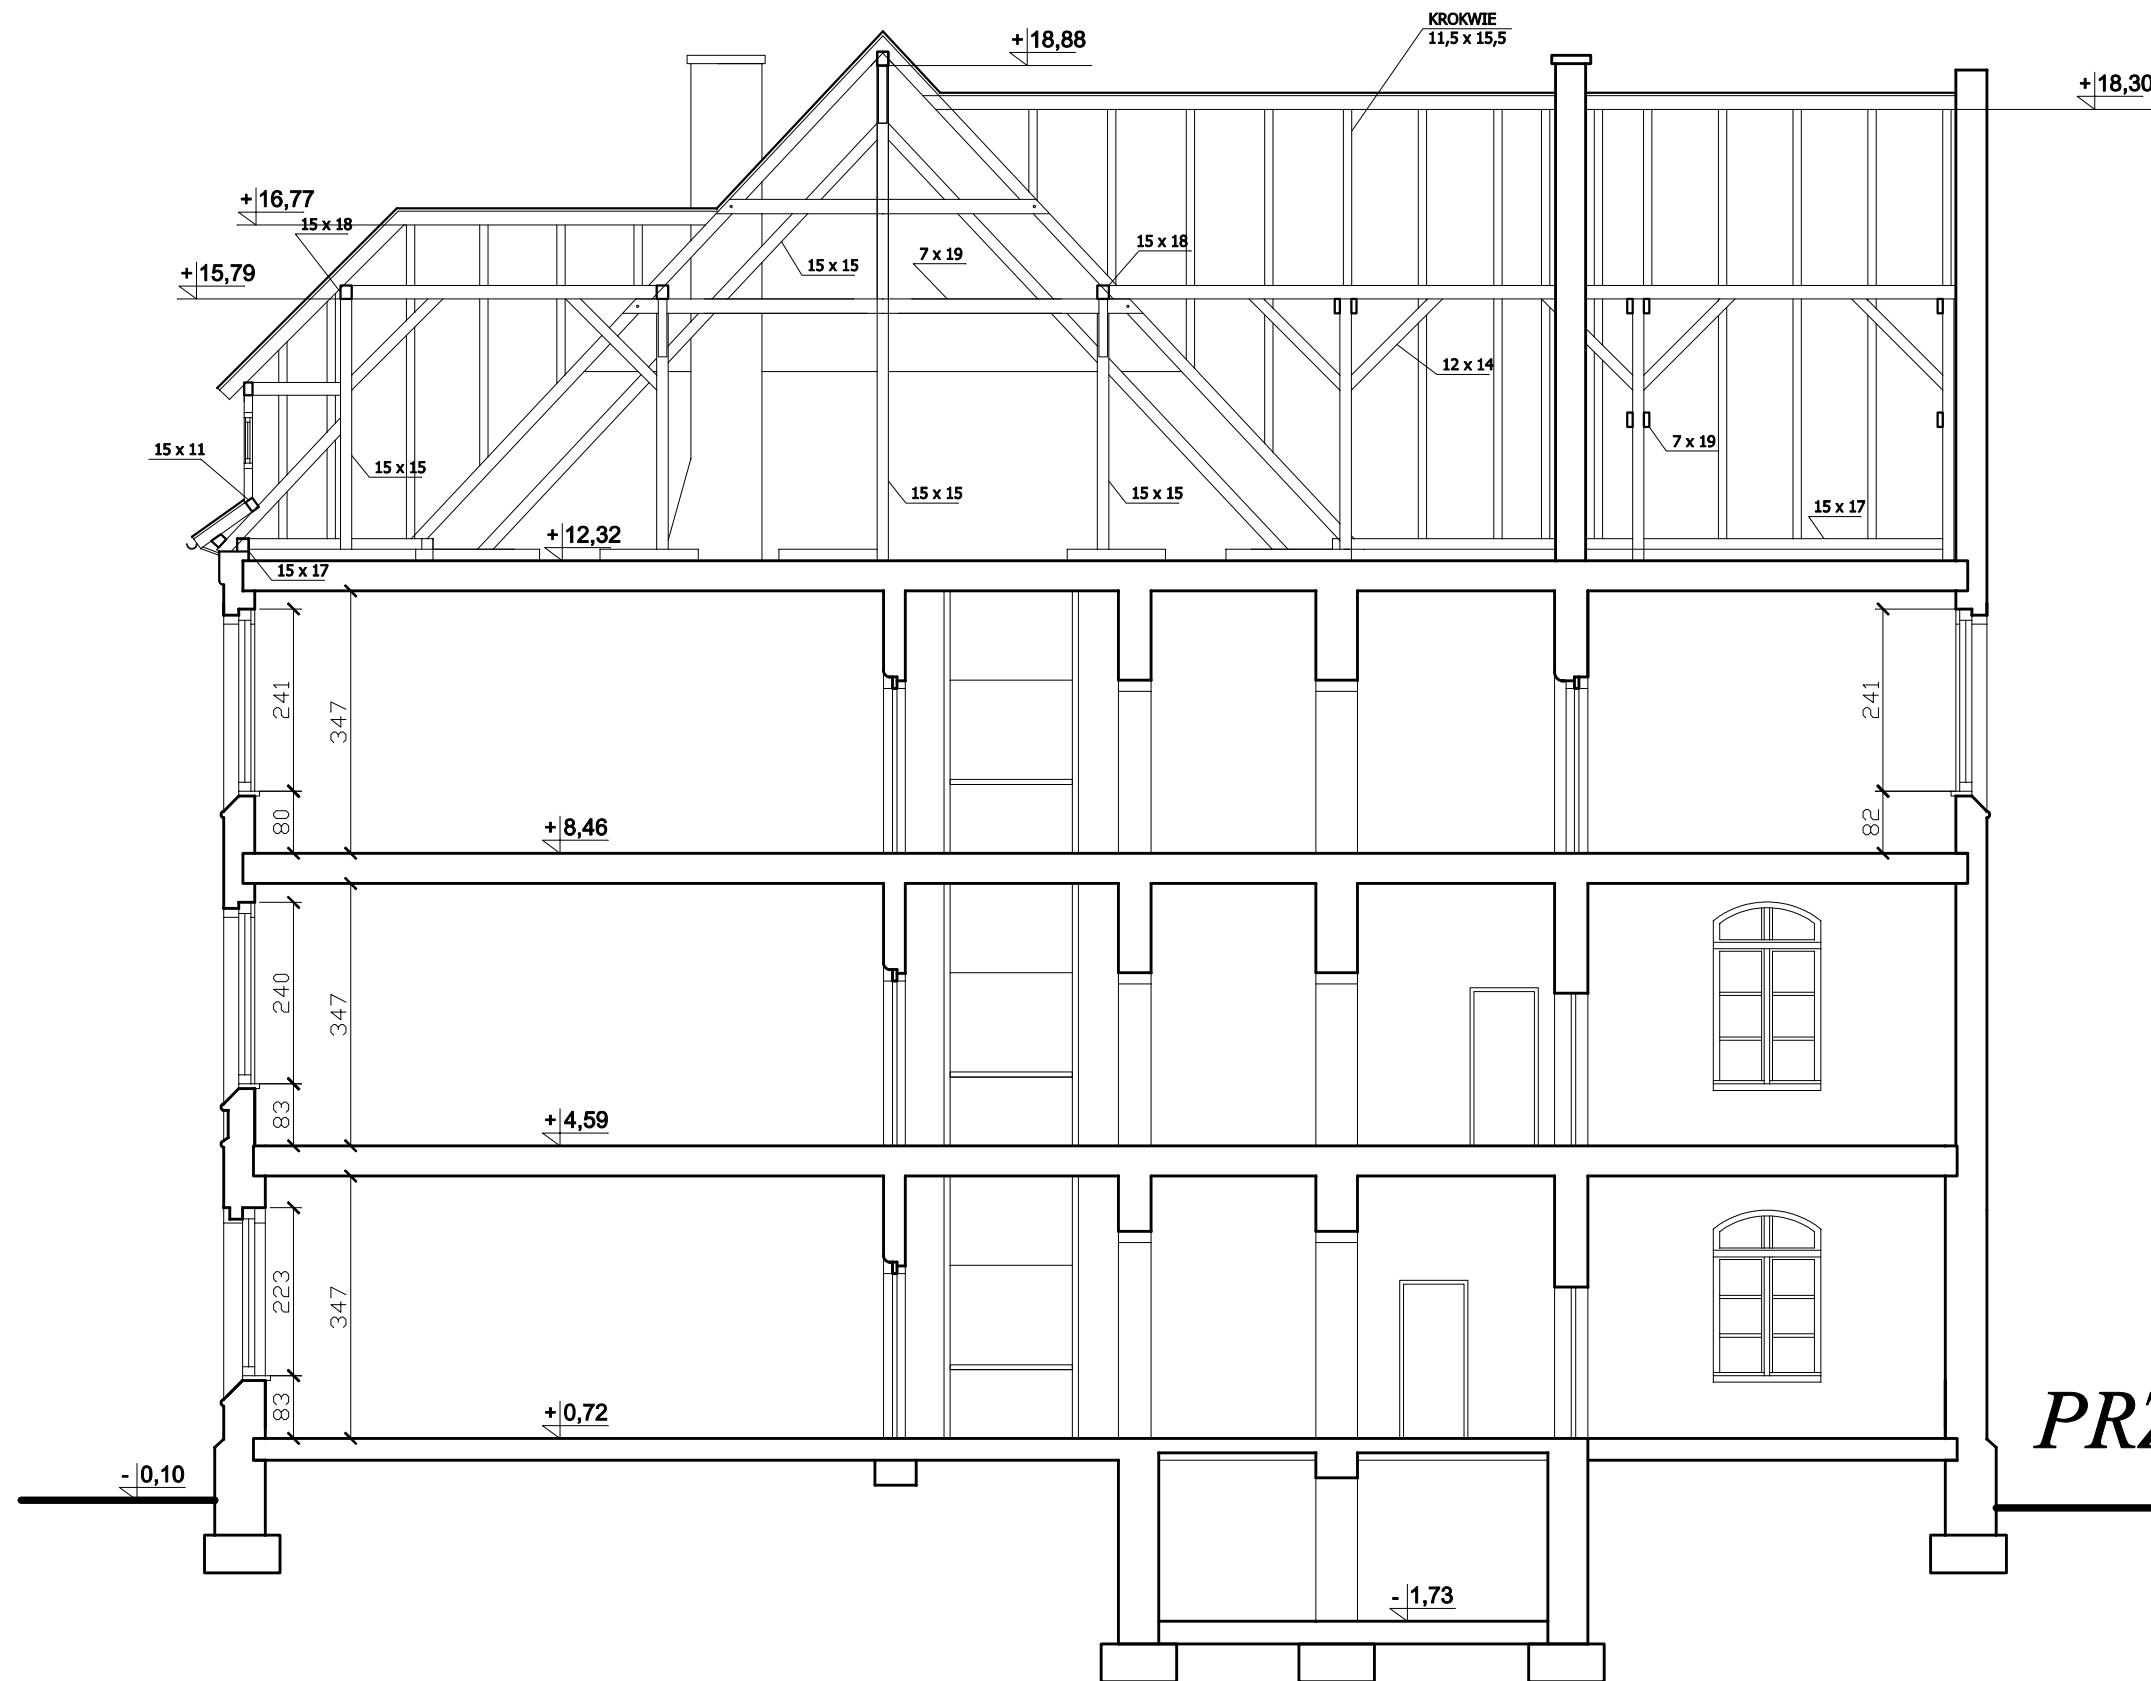 KROKWIE
11,5 x 15,5
+18,88
+18,30
+16,77
15 x 18
15 x 18
7 x 19
15 x 15
+15,79
12 x 14
7 x 19
15 x 11
15 x 15
15 x 15
15 x 15
15 x 17
+12,32
15 x 17
241
347
241
80
82
+8,46
240
347
83
+4,59
223
347
83
+0,72
PRZ
-0,10
-1,73